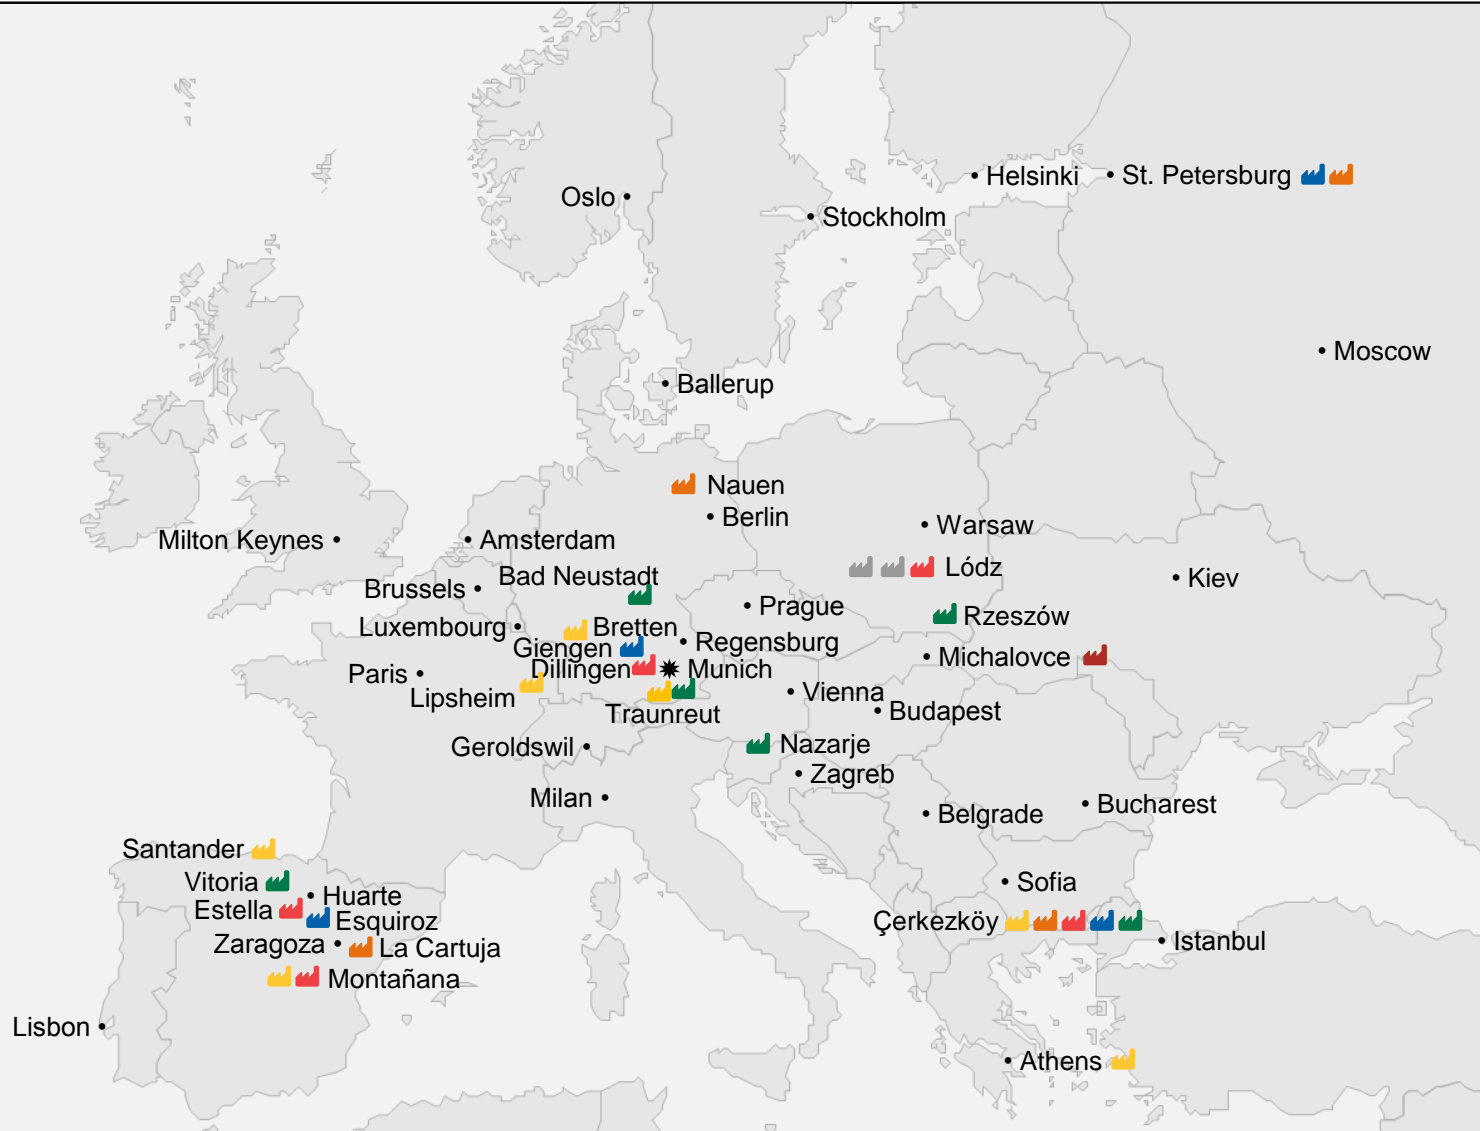 Helsinki
St. Petersburg
Oslo
Stockholm
Moscow
Ballerup
Nauen
Berlin
Warsaw
Milton Keynes
Amsterdam
Lódz
Bad Neustadt
Kiev
Brussels
Prague
Rzeszów
Luxembourg
Bretten
Regensburg
Giengen
Michalovce
Dillingen
Munich
Paris
Lipsheim
Vienna
Traunreut
Budapest
Geroldswil
Nazarje
Zagreb
Milan
Bucharest
Belgrade
Santander
Vitoria
Sofia
Huarte
Estella
Esquiroz
Çerkezköy
Zaragoza
La Cartuja
Istanbul
Montañana
Lisbon
Athens